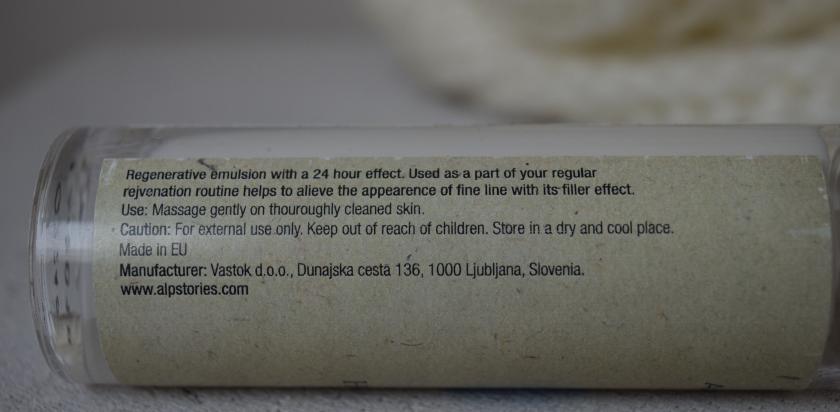 Regenerative emulsion with a 24 hour effect. Used as a part of your regular
rejvenation routine helps to alieve the appearence of fine line with its filler effect.
Use: Massage gently on thouroughly cleaned skin.
Caution: For external use only. Keep out of reach of children. Store in a dry and cool place.
Made in EU
Manufacturer: Vastok d.o.o., Dunajska cesta 136, 1000 Ljubljana, Slovenia.
www.alpstories.com